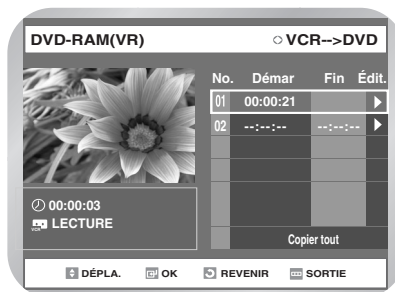 DVD-RAM(VR) VCR-->DVD
No. Démar Fin Édit.
01 00:00:21
02 --:--:-- --:--:--
00:00:03
VCR LECTURE
Copier tout
DÉPLA. OK REVENIR SORTIE